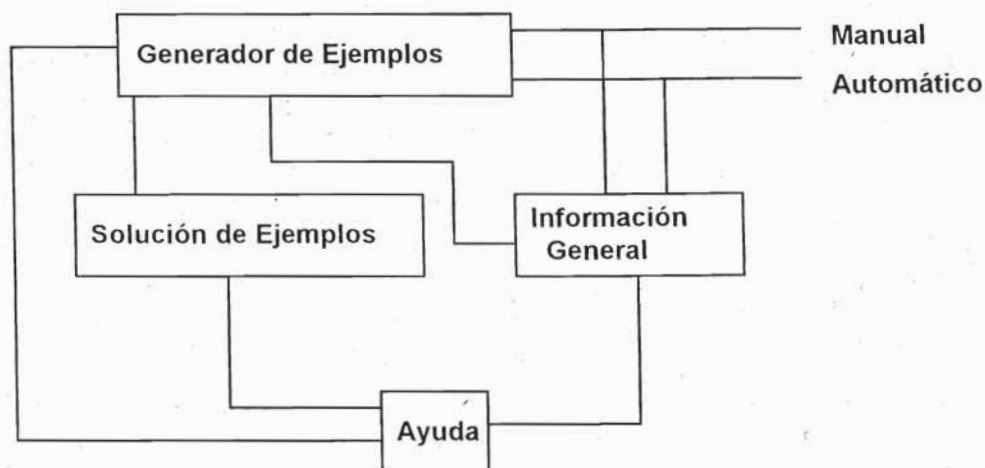 Generador de Ejemplos
Manual
Automático
Solución de Ejemplos
Información
General
Ayuda